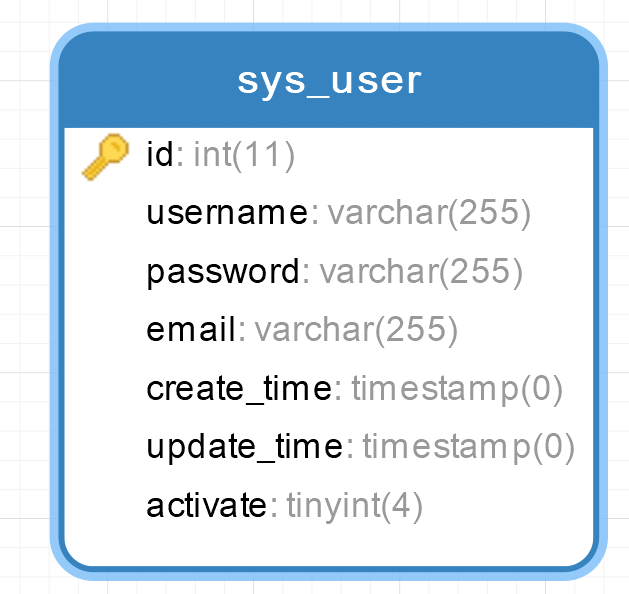 sys_user
id: int(11)
username: varchar(255)
password: varchar(255)
email: varchar(255)
create_time: timestamp(0)
update_time: timestamp(0)
activate: tinyint(4)